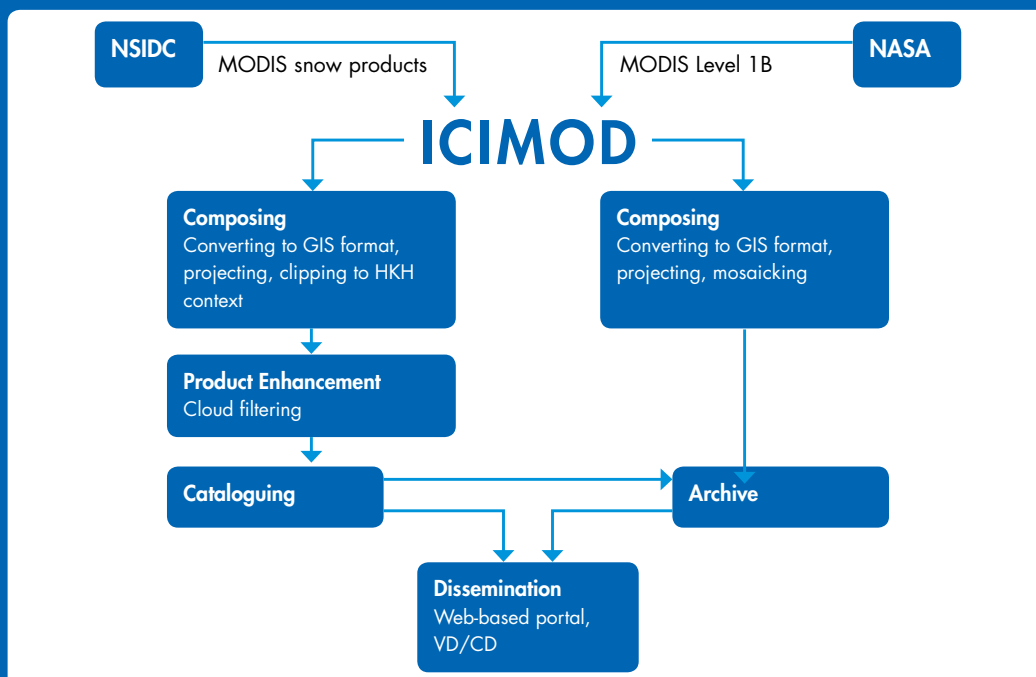 NSIDC
NASA
MODIS snow products
MODIS Level 1B
ICIMOD
Composing
Converting to GIS format,
projecting, clipping to HKH
context
Composing
Converting to GIS format,
projecting, mosaicking
Product Enhancement
Cloud filtering
Cataloguing
Archive
Dissemination
Web-based portal,
VD/CD